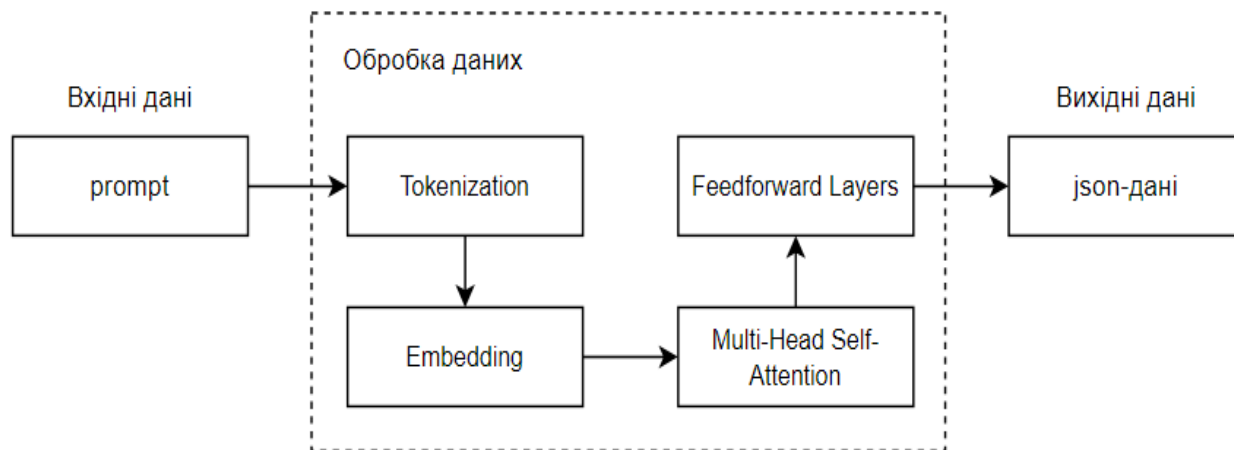 Обробка даних
Вхідні дані
Вихідні дані
prompt
Tokenization
Feedforward Layers
json-дані
Embedding
Multi-Head Self-
Attention